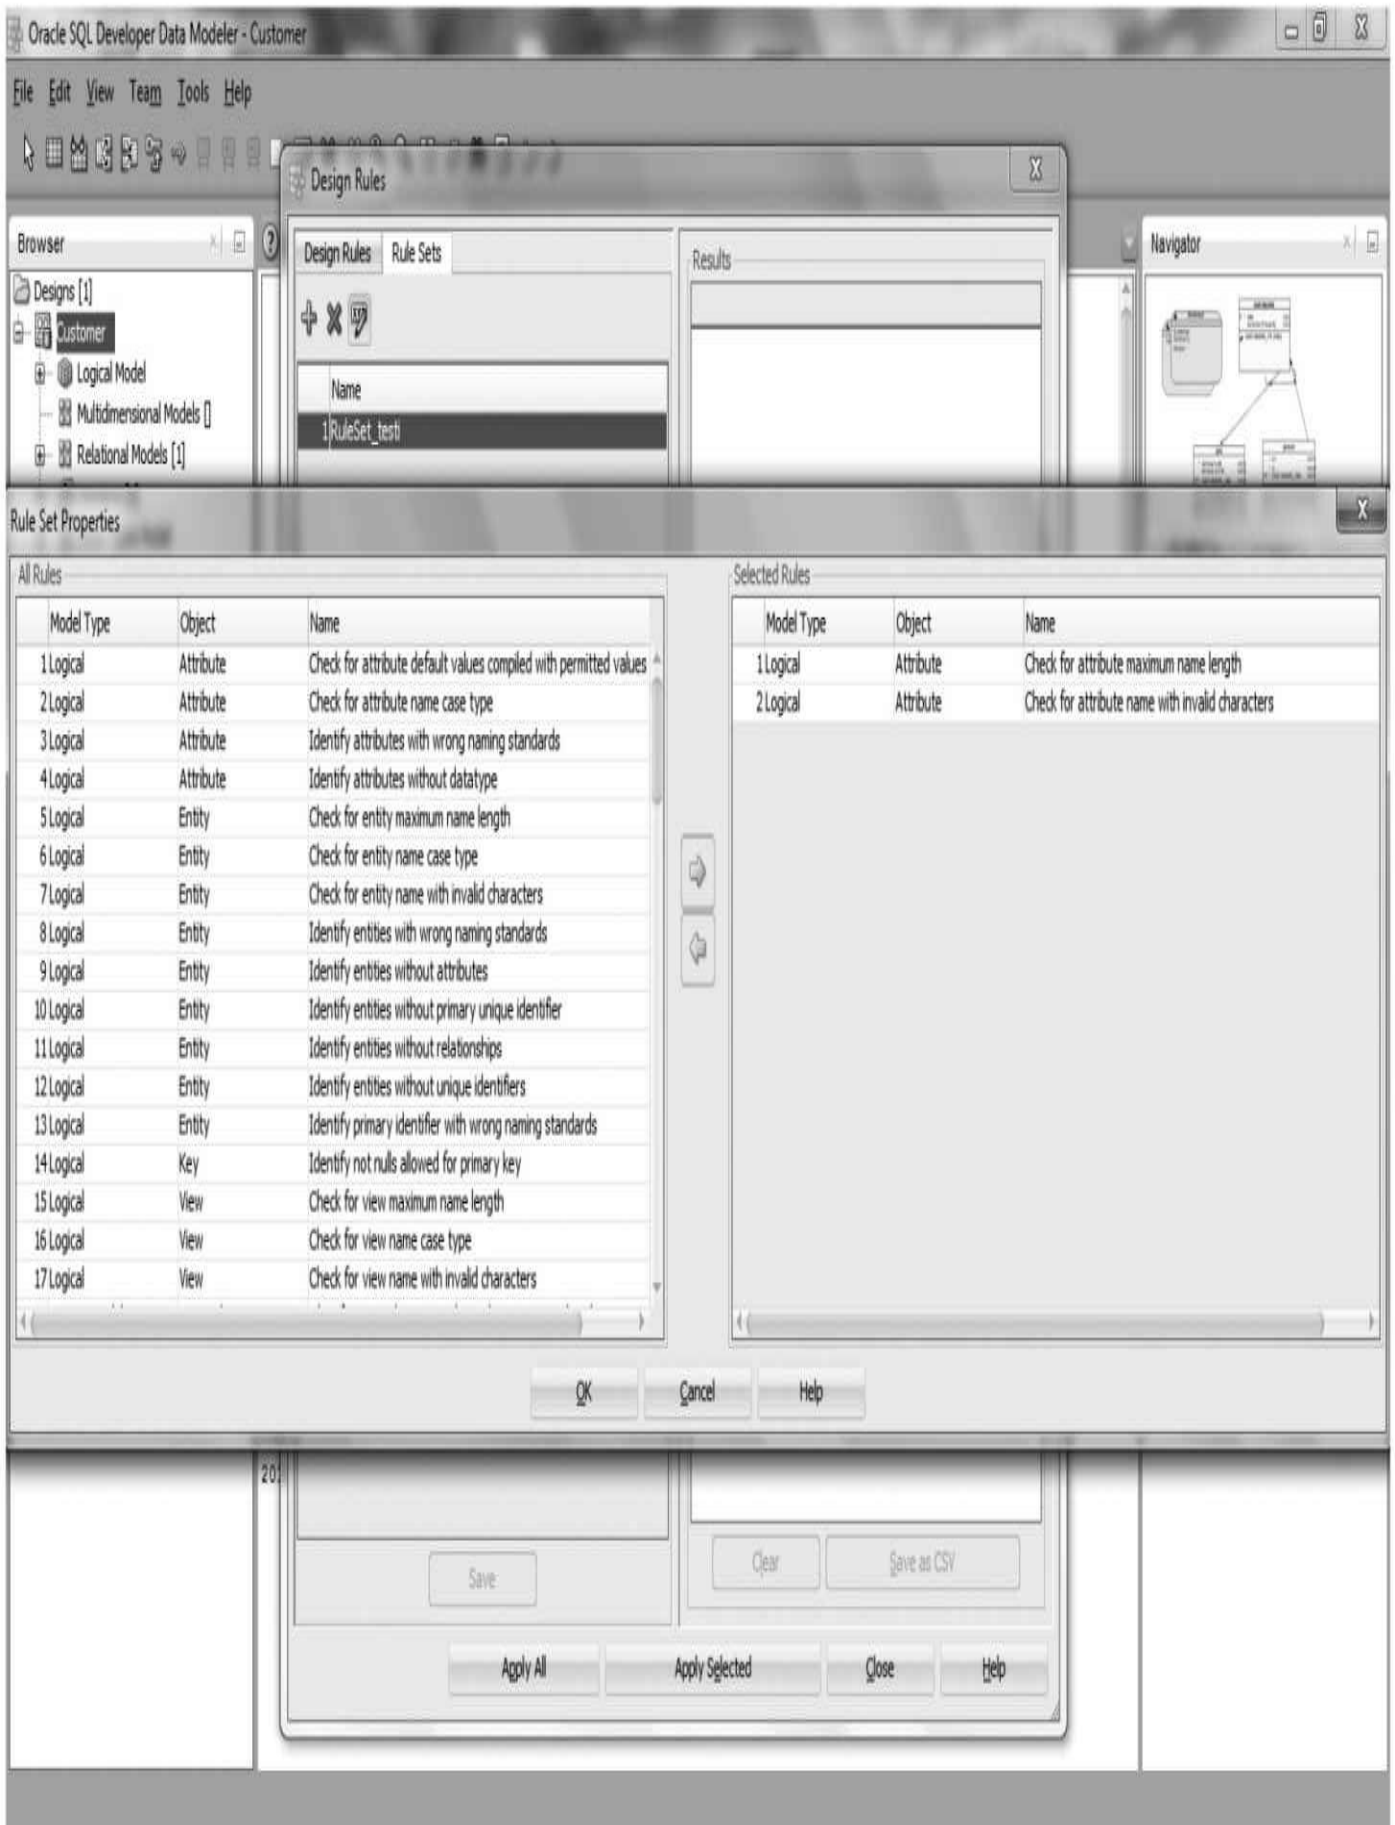 Oracle SQL Developer Data Modeler - Customer
File Edit View Team Tools Help
Design Rules
Browser
Navigator
Design Rules Rule Sets
Results
Designs [1]
Customer
Logical Model
Multidimensional Models []
Relational Models [1]
Name
1 RuleSet_testi
Rule Set Properties
All Rules
Selected Rules
Model Type Object Name
1 Logical Attribute Check for attribute default values compiled with permitted values
2 Logical Attribute Check for attribute name case type
3 Logical Attribute Identify attributes with wrong naming standards
4 Logical Attribute Identify attributes without datatype
5 Logical Entity Check for entity maximum name length
6 Logical Entity Check for entity name case type
7 Logical Entity Check for entity name with invalid characters
8 Logical Entity Identify entities with wrong naming standards
9 Logical Entity Identify entities without attributes
10 Logical Entity Identify entities without primary unique identifier
11 Logical Entity Identify entities without relationships
12 Logical Entity Identify entities without unique identifiers
13 Logical Entity Identify primary identifier with wrong naming standards
14 Logical Key Identify not nulls allowed for primary key
15 Logical View Check for view maximum name length
16 Logical View Check for view name case type
17 Logical View Check for view name with invalid characters
Model Type Object Name
1 Logical Attribute Check for attribute maximum name length
2 Logical Attribute Check for attribute name with invalid characters
OK Cancel Help
201
Save
Clear Save as CSV
Apply All Apply Selected Close Help